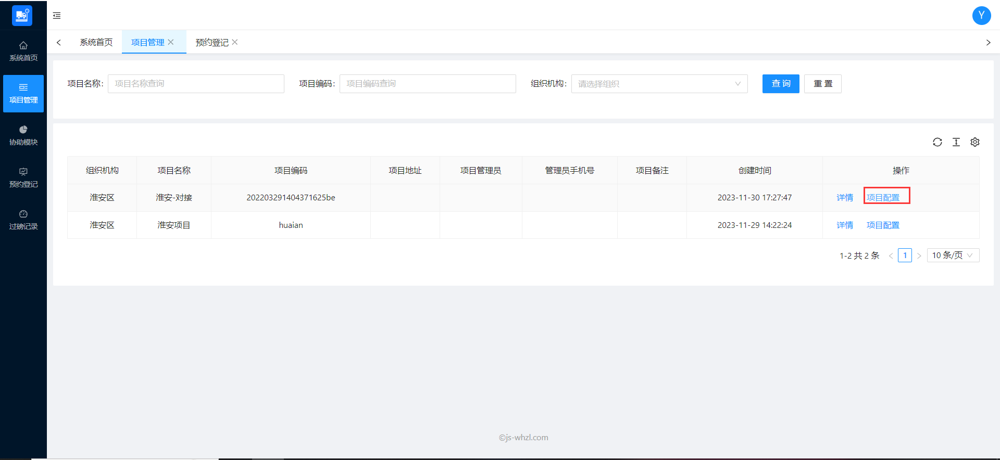 Y
系统首页
项目管理
预约登记
系统首页
项目管理
协助模块
预约登记
过磅记录
项目名称: 项目名称查询 项目编码: 项目编码查询 组织机构: 请选择组织 查 询 重 置
组织机构 项目名称 项目编码 项目地址 项目管理员 管理员手机号 项目备注 创建时间 操作
淮安区 淮安-对接 202203291404371625be 2023-11-30 17:27:47 详情 项目配置
淮安区 淮安项目 huaian 2023-11-29 14:22:24 详情 项目配置
1-2 共 2 条 1 10 条/页
©js-whzl.com